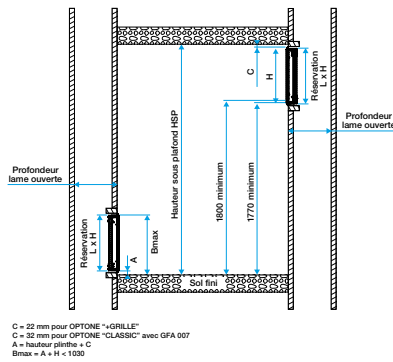 C
H
Réservation
L x H
Profondeur
lame ouverte
Hauteur sous plafond HSP
1800 minimum
1770 minimum
Profondeur
lame ouverte
Réservation
L x H
A
Bmax
Sol fini
C = 22 mm pour OPTONE "+GRILLE"
C = 32 mm pour OPTONE "CLASSIC" avec GFA 007
A = hauteur plinthe + C
Bmax = A + H < 1030